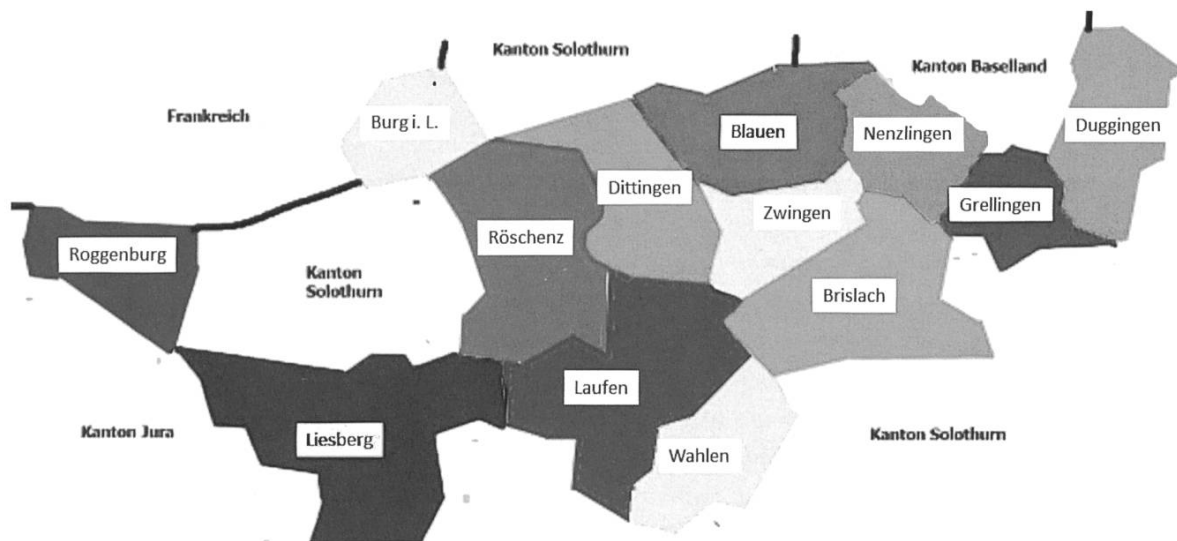 Kanton Solothurn
Kanton Baselland
Frankreich
Burg i. L.
Blauen
Nenzlingen
Duggingen
Dittingen
Zwingen
Grellingen
Roggenburg
Röschenz
Kanton
Solothurn
Brislach
Laufen
Kanton Jura
Liesberg
Wahlen
Kanton Solothurn